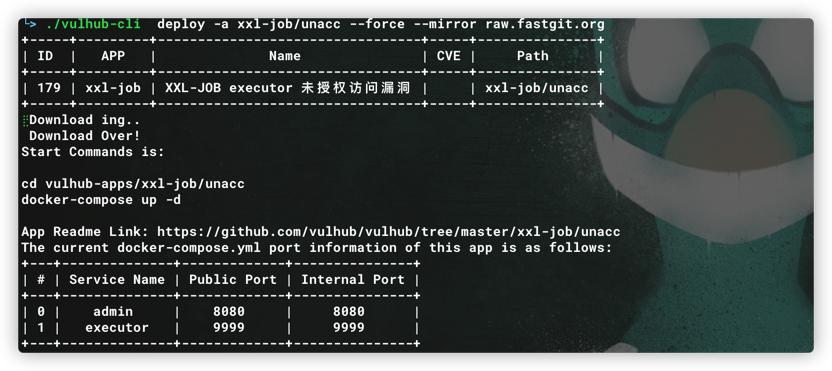 └> ./vulhub-cli  deploy -a xxl-job/unacc --force --mirror raw.fastgit.org
+-----+---------+--------------------------------+-----+---------------+
| ID  |   APP   |              Name              | CVE |     Path      |
+-----+---------+--------------------------------+-----+---------------+
| 179 | xxl-job | XXL-JOB executor 未授权访问漏洞 |     | xxl-job/unacc |
+-----+---------+--------------------------------+-----+---------------+
⣟Download ing..
 Download Over!
Start Commands is:
cd vulhub-apps/xxl-job/unacc
docker-compose up -d
App Readme Link: https://github.com/vulhub/vulhub/tree/master/xxl-job/unacc
The current docker-compose.yml port information of this app is as follows:
+---+--------------+-------------+---------------+
| # | Service Name | Public Port | Internal Port |
+---+--------------+-------------+---------------+
| 0 |    admin     |    8080     |     8080      |
| 1 |   executor   |    9999     |     9999      |
+---+--------------+-------------+---------------+